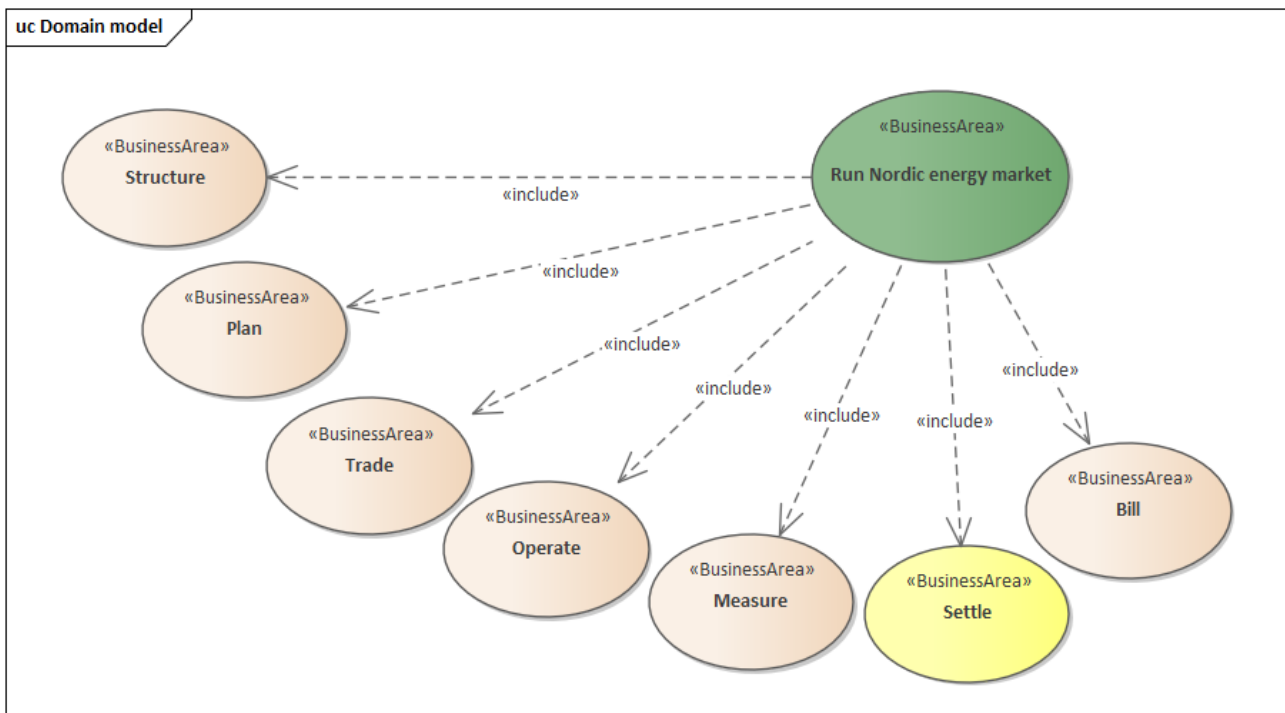 uc Domain model
«BusinessArea»
Run Nordic energy market
«BusinessArea»
Structure
«include»
«include»
«BusinessArea»
Plan
«include»
«include»
«include»
«include»
«include»
«BusinessArea»
Trade
«BusinessArea»
Operate
«BusinessArea»
Measure
«BusinessArea»
Settle
«BusinessArea»
Bill